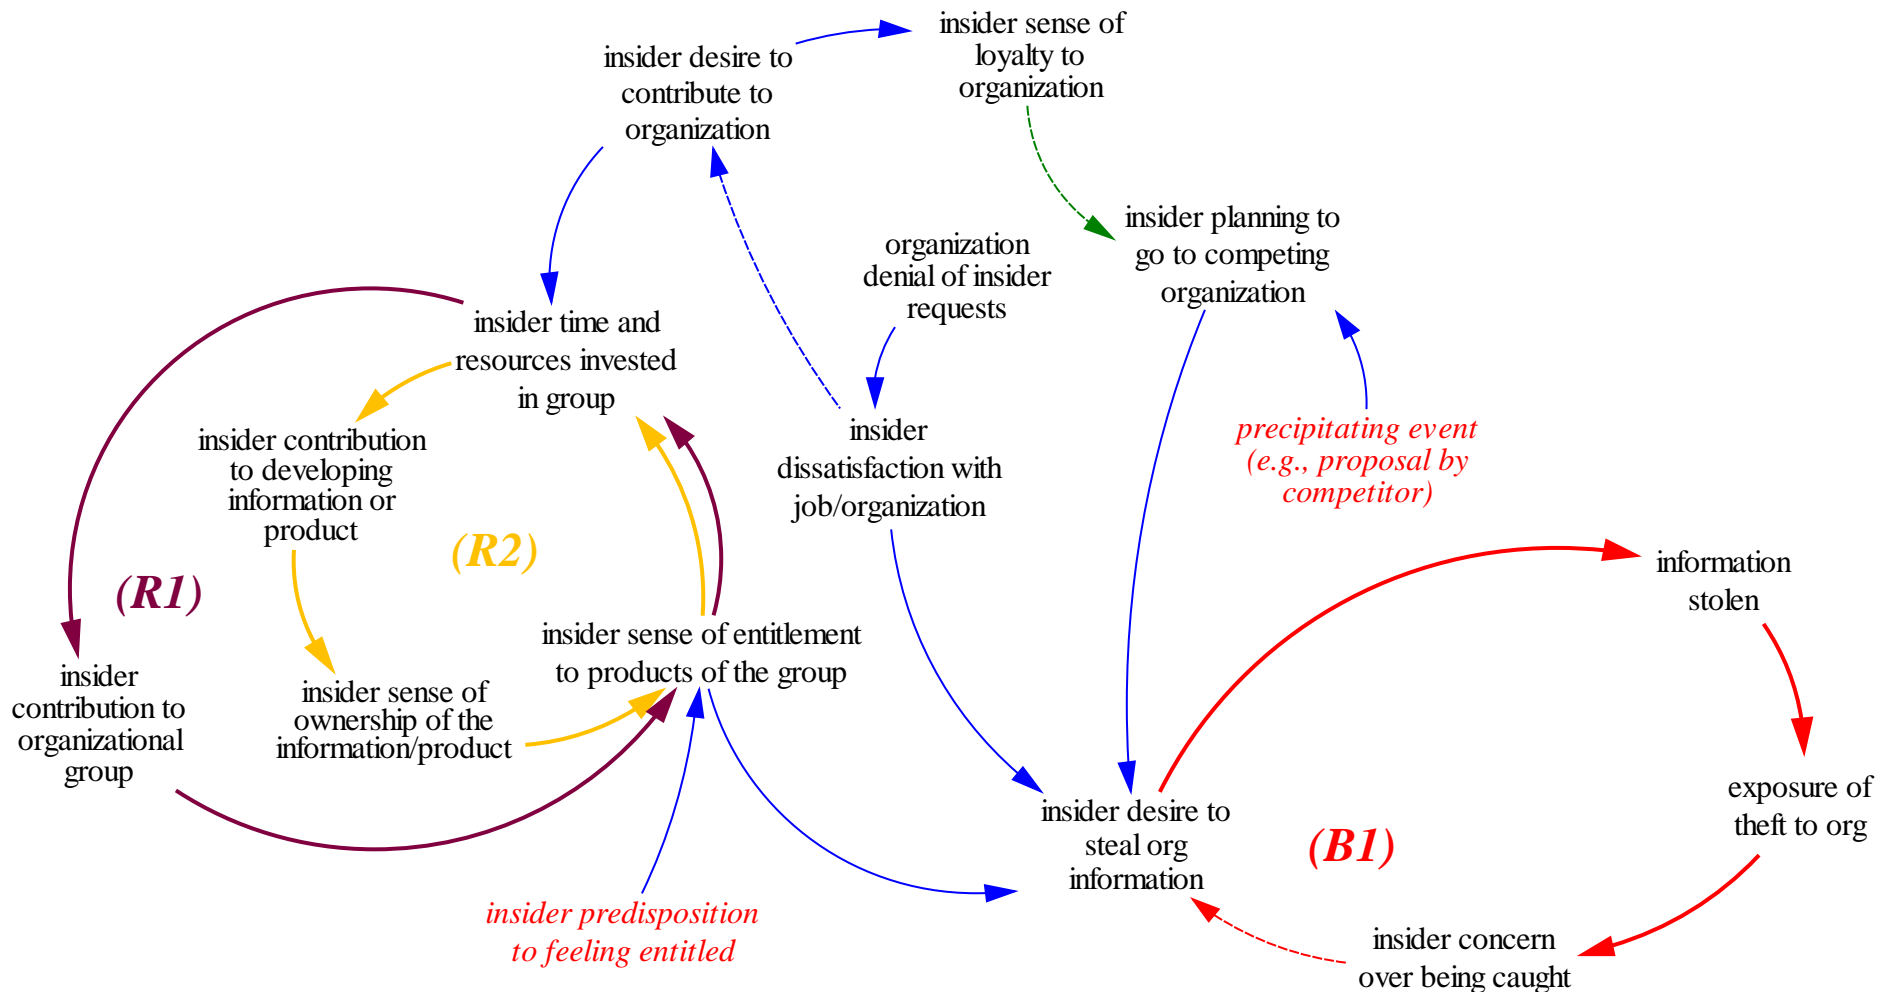 insider sense of
loyalty to
organization
insider desire to
contribute to
organization
insider planning to
go to competing
organization
organization
denial of insider
requests
insider time and
resources invested
in group
insider
dissatisfaction with
job/organization
precipitating event
(e.g., proposal by
competitor)
insider contribution
to developing
information or
product
(R2)
(R1)
information
stolen
insider sense of entitlement
to products of the group
insider
contribution to
organizational
group
insider sense of
ownership of the
information/product
exposure of
theft to org
insider desire to
steal org
information
(B1)
insider predisposition
to feeling entitled
insider concern
over being caught